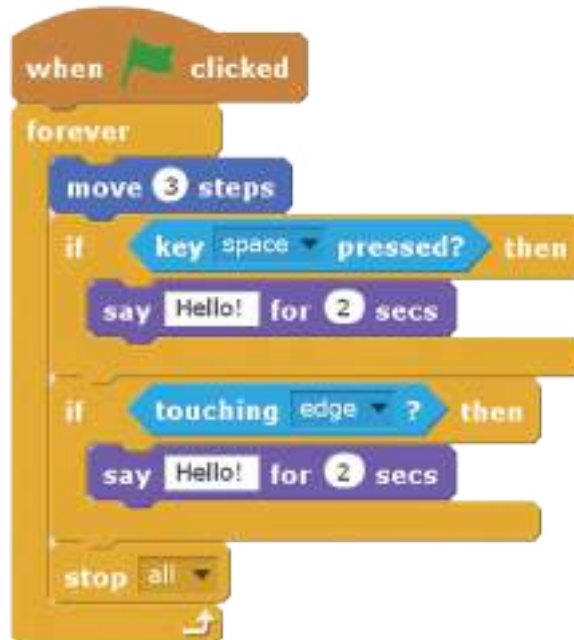 when clicked
forever
move 3 steps
if key space pressed? then
say Hello! for 2 secs
if touching edge ? then
say Hello! for 2 secs
stop all